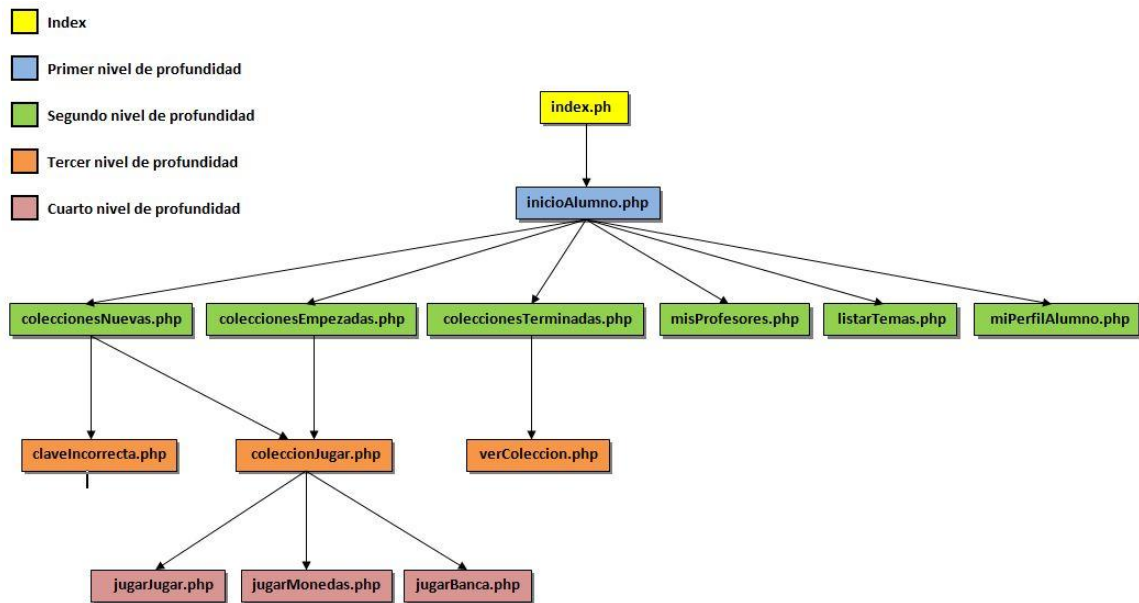 Index
Primer nivel de profundidad
Segundo nivel de profundidad
Tercer nivel de profundidad
Cuarto nivel de profundidad
index.ph
inicioAlumno.php
coleccionesNuevas.php
coleccionesEmpezadas.php
coleccionesTerminadas.php
misProfesores.php
listarTemas.php
miPerfilAlumno.php
claveIncorrecta.php
coleccionJugar.php
verColeccion.php
jugarJugar.php
jugarMonedas.php
jugarBanca.php